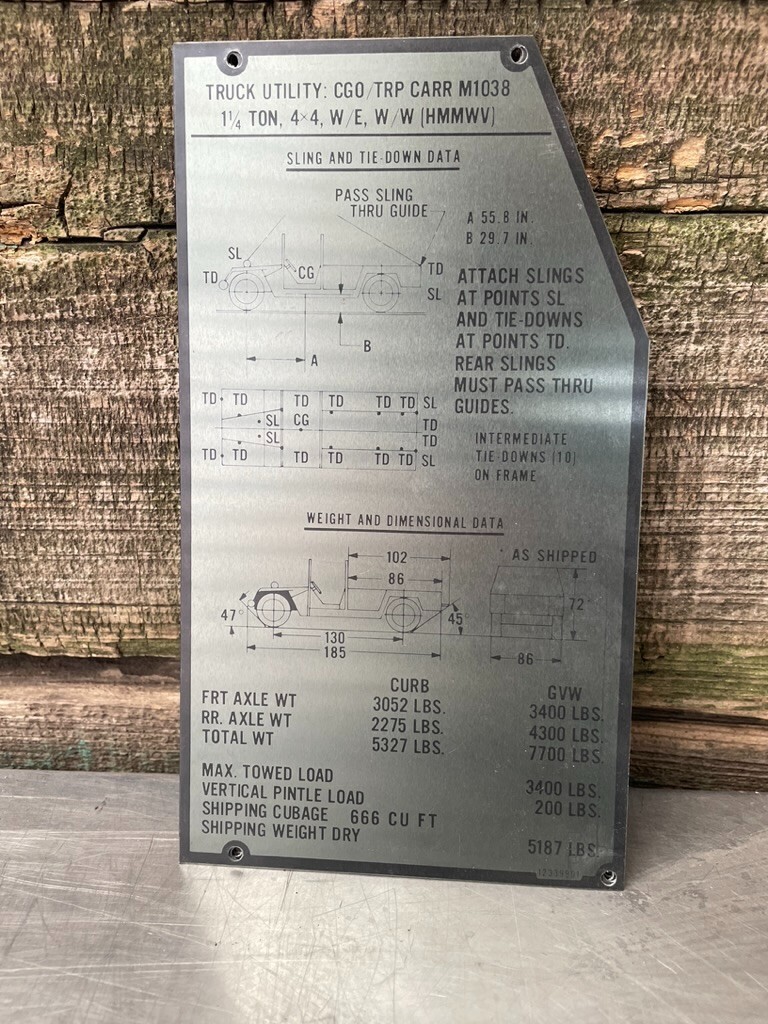 TRUCK UTILITY: CGO/TRP CARR M1038
1¼ TON, 4×4, W/E, W/W (HMMWV)
SLING AND TIE-DOWN DATA
PASS SLING
THRU GUIDE
A 55.8 IN.
B 29.7 IN.
SL
TD
CG
TD
SL
A
B
ATTACH SLINGS
AT POINTS SL
AND TIE-DOWNS
AT POINTS TD.
REAR SLINGS
MUST PASS THRU
GUIDES.
TD TD TD TD TD TD SL
SL CG TD
SL TD
TD TD TD TD TD TD SL
INTERMEDIATE
TIE-DOWNS (10)
ON FRAME
WEIGHT AND DIMENSIONAL DATA
102
86
47°
45
130
185
AS SHIPPED
72
86
CURB GVW
FRT AXLE WT 3052 LBS. 3400 LBS.
RR. AXLE WT 2275 LBS. 4300 LBS.
TOTAL WT 5327 LBS. 7700 LBS.
MAX. TOWED LOAD 3400 LBS.
VERTICAL PINTLE LOAD 200 LBS.
SHIPPING CUBAGE 666 CU FT
SHIPPING WEIGHT DRY 5187 LBS.